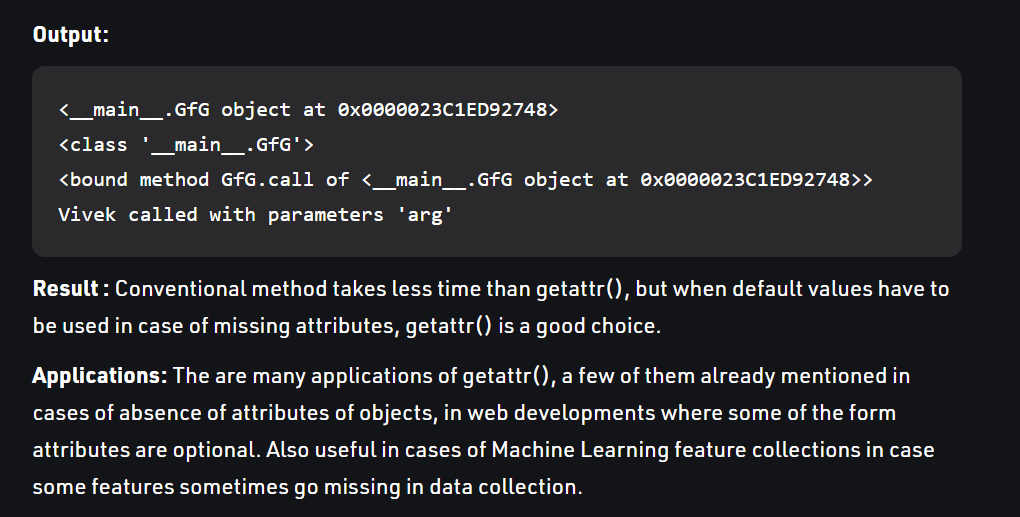 Output:
<__main__.GfG object at 0x0000023C1ED92748>
<class '__main__.GfG'>
<bound method GfG.call of <__main__.GfG object at 0x0000023C1ED92748>>
Vivek called with parameters 'arg'
Result : Conventional method takes less time than getattr(), but when default values have to
be used in case of missing attributes, getattr() is a good choice.
Applications: The are many applications of getattr(), a few of them already mentioned in
cases of absence of attributes of objects, in web developments where some of the form
attributes are optional. Also useful in cases of Machine Learning feature collections in case
some features sometimes go missing in data collection.